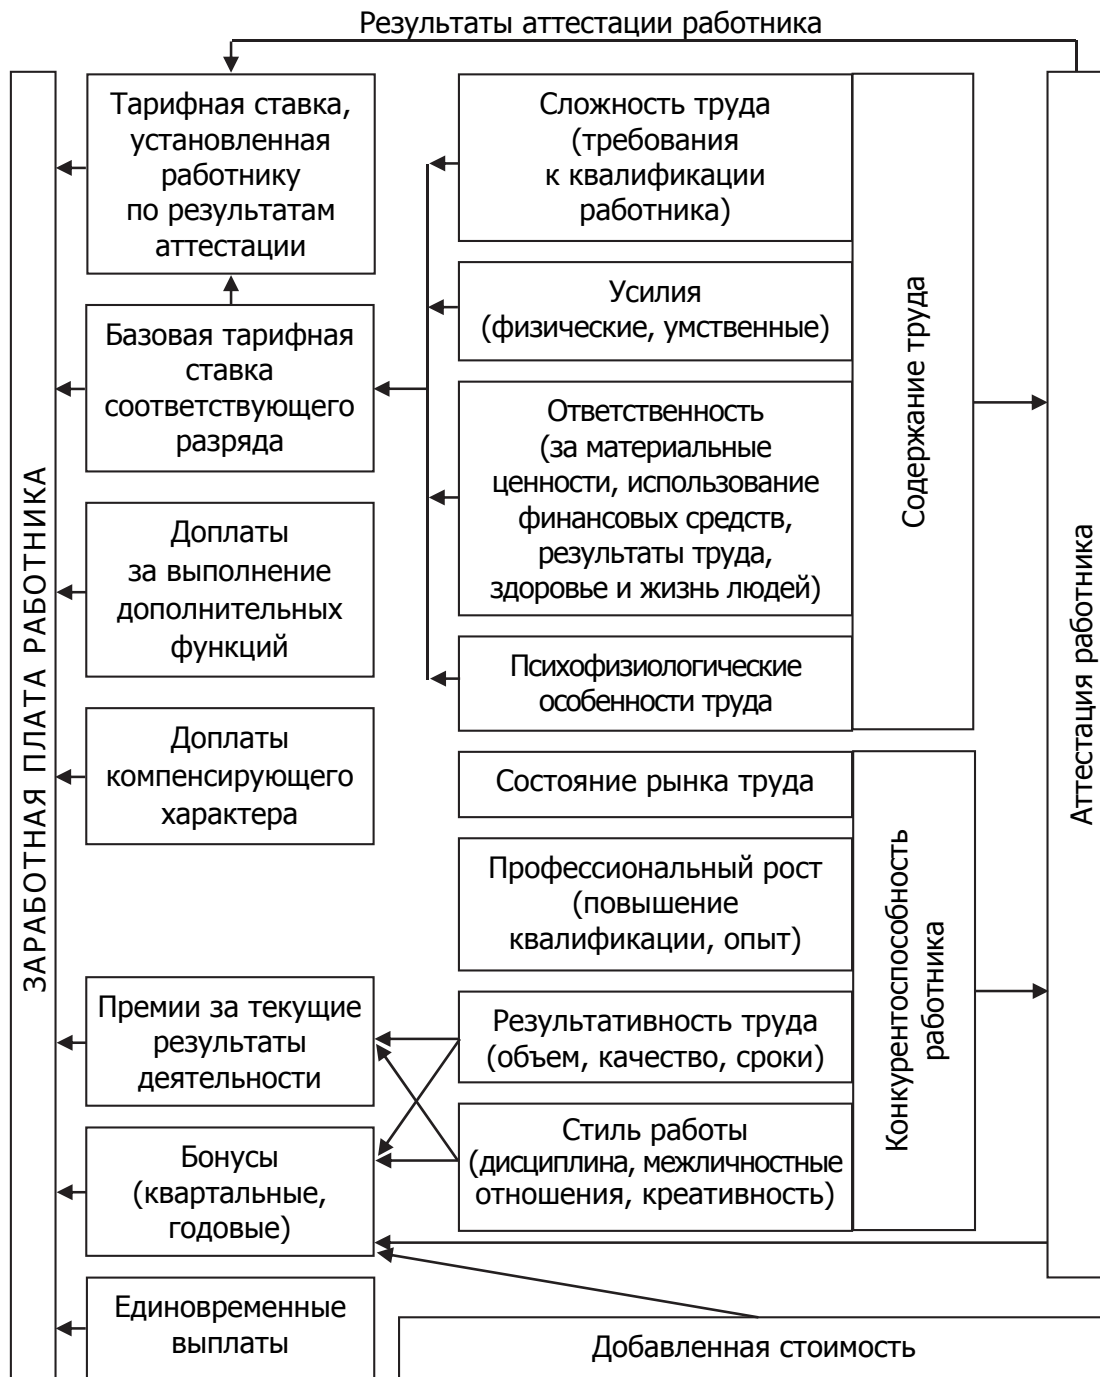 Результаты аттестации работника
ЗАРАБОТНАЯ ПЛАТА РАБОТНИКА
Тарифная ставка,
установленная
работнику
по результатам
аттестации
Базовая тарифная
ставка
соответствующего
разряда
Доплаты
за выполнение
дополнительных
функций
Доплаты
компенсирующего
характера
Премии за текущие
результаты
деятельности
Бонусы
(квартальные,
годовые)
Единовременные
выплаты
Сложность труда
(требования
к квалификации
работника)
Усилия
(физические, умственные)
Ответственность
(за материальные
ценности, использование
финансовых средств,
результаты труда,
здоровье и жизнь людей)
Психофизиологические
особенности труда
Состояние рынка труда
Профессиональный рост
(повышение
квалификации, опыт)
Результативность труда
(объем, качество, сроки)
Стиль работы
(дисциплина, межличностные
отношения, креативность)
Добавленная стоимость
Содержание труда
Конкурентоспособность
работника
Аттестация работника